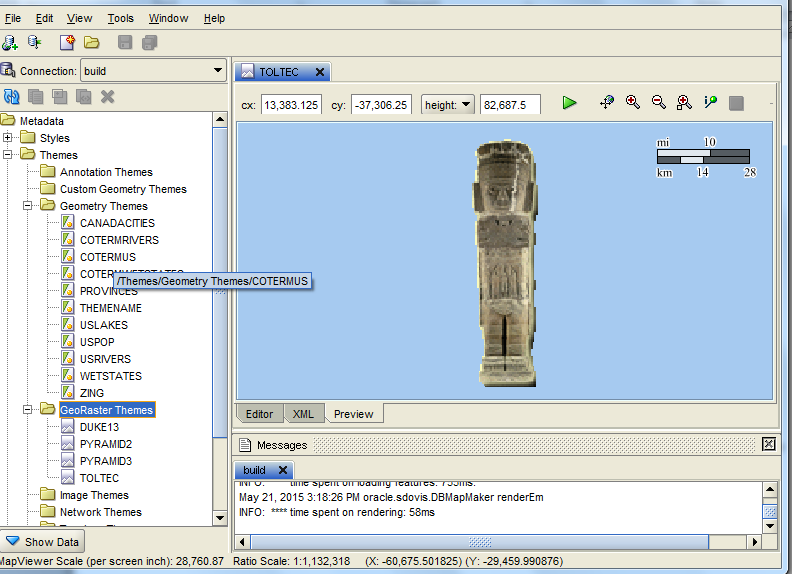 File Edit View Tools Window Help
Connection: build
Metadata
Styles
Themes
Annotation Themes
Custom Geometry Themes
Geometry Themes
CANADACITIES
COTERMRIVERS
COTERMUS
COTERMWETSTATES
/Themes/Geometry Themes/COTERMUS
PROVINCES
THEMENAME
USLAKES
USPOP
USRIVERS
WETSTATES
ZING
GeoRaster Themes
DUKE13
PYRAMID2
PYRAMID3
TOLTEC
Image Themes
Network Themes
Show Data
TOLTEC
cx: 13,383.125 cy: -37,306.25 height: 82,687.5
mi 10
km 14 28
Editor XML Preview
Messages
build
INFO: **** time spent on loading features: 753ms.
May 21, 2015 3:18:26 PM oracle.sdovis.DBMapMaker renderEm
INFO: **** time spent on rendering: 58ms
MapViewer Scale (per screen inch): 28,760.87 Ratio Scale: 1:1,132,318 (X: -60,675.501825) (Y: -29,459.990876)